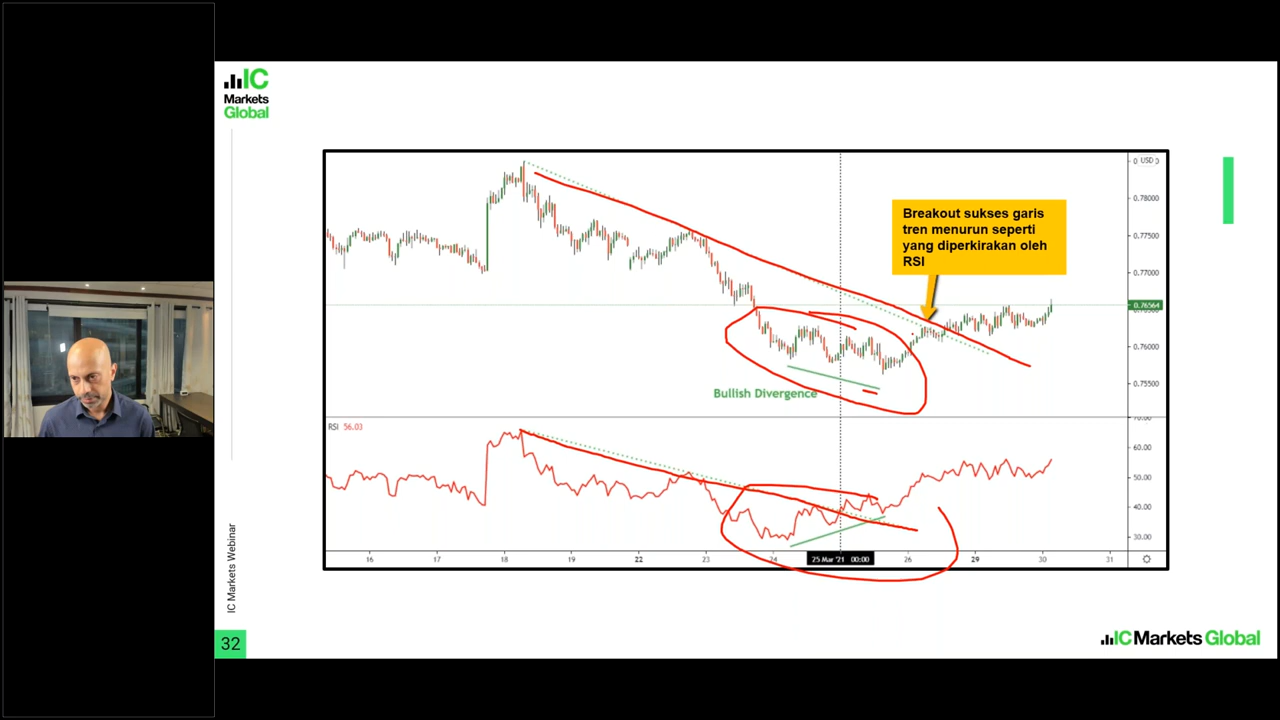 IC
Markets
Global
USD
0.78000
0.77500
0.77000
0.76564
0.76000
0.75500
Breakout sukses garis
tren menurun seperti
yang diperkirakan oleh
RSI
Bullish Divergence
RSI 56.03
70.00
60.00
50.00
40.00
30.00
16 17 18 19 22 23 24 25 Mar '21 00:00 26 29 30 31
IC Markets Webinar
32
IC Markets Global